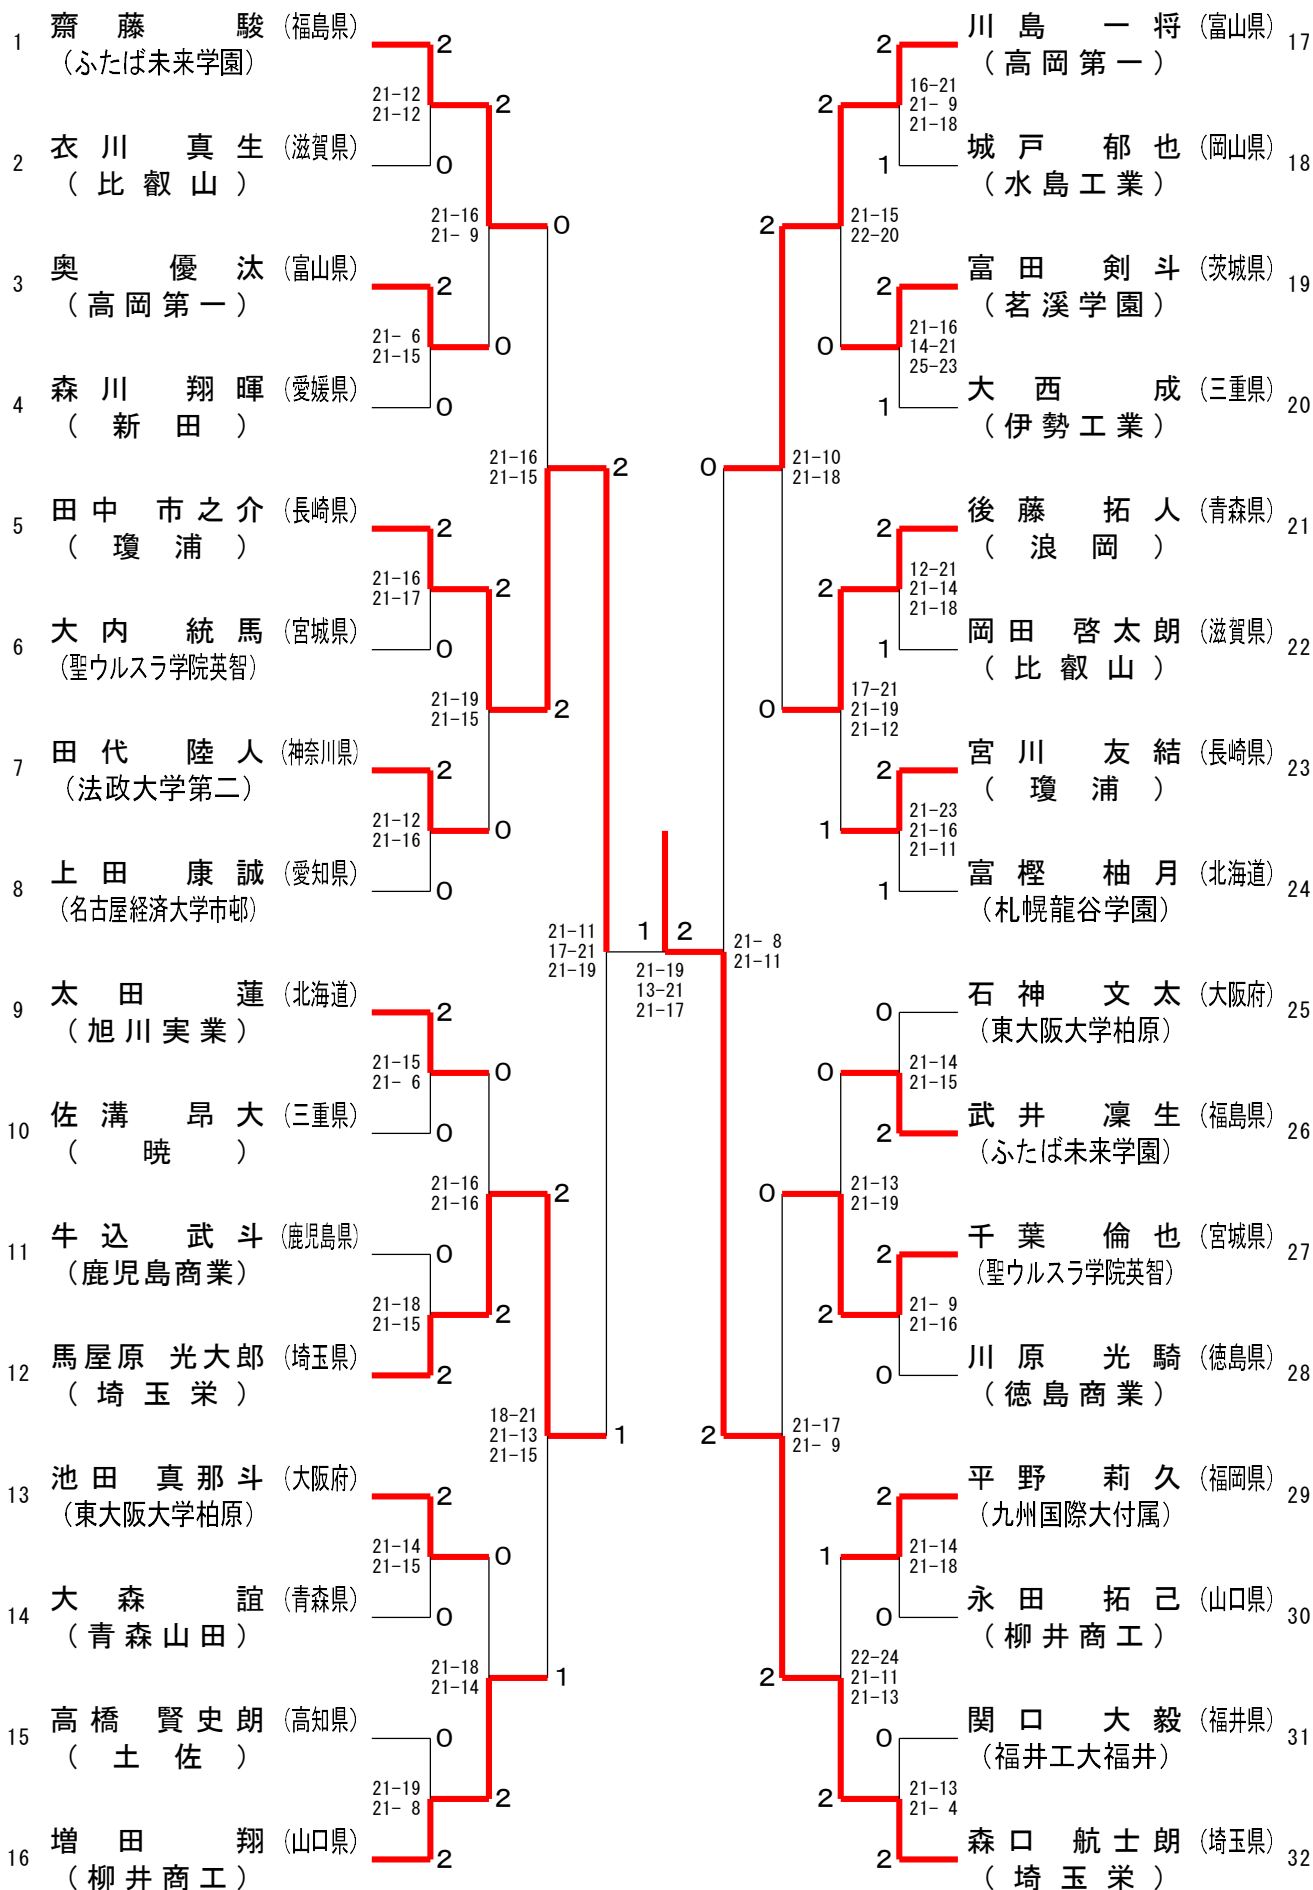 1 齋藤 駿 (福島県)
(ふたば未来学園)
2
21-12
21-12
2
2 衣川 真生 (滋賀県)
(比叡山)
0
21-16
21- 9
0
3 奥 優汰 (富山県)
(高岡第一)
2
21- 6
21-15
0
4 森川 翔暉 (愛媛県)
(新田)
0
21-16
21-15
2
5 田中 市之介 (長崎県)
(瓊浦)
2
21-16
21-17
2
6 大内 統馬 (宮城県)
(聖ウルスラ学院英智)
0
21-19
21-15
2
7 田代 陸人 (神奈川県)
(法政大学第二)
2
21-12
21-16
0
8 上田 康誠 (愛知県)
(名古屋経済大学市邨)
0
21-11
17-21
21-19
9 太田 蓮 (北海道)
(旭川実業)
2
21-15
21- 6
0
10 佐溝 昂大 (三重県)
(暁)
0
21-16
21-16
2
11 牛込 武斗 (鹿児島県)
(鹿児島商業)
0
21-18
21-15
2
12 馬屋原 光大郎 (埼玉県)
(埼玉栄)
2
18-21
21-13
21-15
1
13 池田 真那斗 (大阪府)
(東大阪大学柏原)
2
21-14
21-15
0
14 大森 誼 (青森県)
(青森山田)
0
21-18
21-14
1
15 高橋 賢史朗 (高知県)
(土佐)
0
21-19
21- 8
2
16 増田 翔 (山口県)
(柳井商工)
2
1 2
21-19
13-21
21-17
川島 一将 (富山県) 17
(高岡第一)
2
16-21
21- 9
21-18
2
城戸 郁也 (岡山県) 18
(水島工業)
1
21-15
22-20
2
富田 剣斗 (茨城県) 19
(茗溪学園)
2
21-16
14-21
25-23
0
大西 成 (三重県) 20
(伊勢工業)
1
21-10
21-18
0
後藤 拓人 (青森県) 21
(浪岡)
2
12-21
21-14
21-18
2
岡田 啓太朗 (滋賀県) 22
(比叡山)
1
17-21
21-19
21-12
0
宮川 友結 (長崎県) 23
(瓊浦)
2
21-23
21-16
21-11
1
富樫 柚月 (北海道) 24
(札幌龍谷学園)
1
21- 8
21-11
石神 文太 (大阪府) 25
(東大阪大学柏原)
0
21-14
21-15
0
武井 凜生 (福島県) 26
(ふたば未来学園)
2
21-13
21-19
0
千葉 倫也 (宮城県) 27
(聖ウルスラ学院英智)
2
21- 9
21-16
2
川原 光騎 (徳島県) 28
(徳島商業)
0
21-17
21- 9
2
平野 莉久 (福岡県) 29
(九州国際大付属)
2
21-14
21-18
1
永田 拓己 (山口県) 30
(柳井商工)
0
22-24
21-11
21-13
2
関口 大毅 (福井県) 31
(福井工大福井)
0
21-13
21- 4
2
森口 航士朗 (埼玉県) 32
(埼玉栄)
2